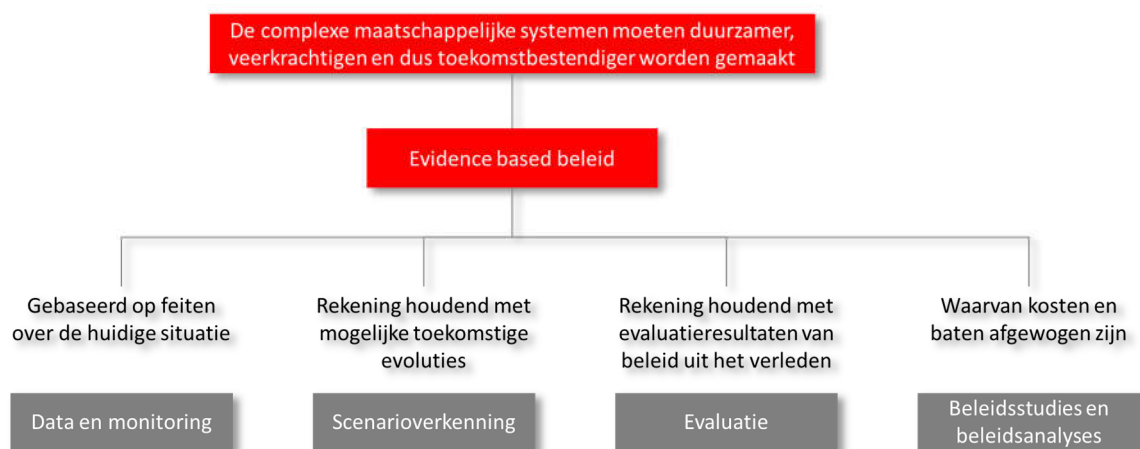 De complexe maatschappelijke systemen moeten duurzamer,
veerkrachtigen en dus toekomstbestendiger worden gemaakt
Evidence based beleid
Gebaseerd op feiten
over de huidige situatie
Rekening houdend met
mogelijke toekomstige
evoluties
Rekening houdend met
evaluatieresultaten van
beleid uit het verleden
Waarvan kosten en
baten afgewogen zijn
Data en monitoring
Scenarioverkenning
Evaluatie
Beleidsstudies en
beleidsanalyses